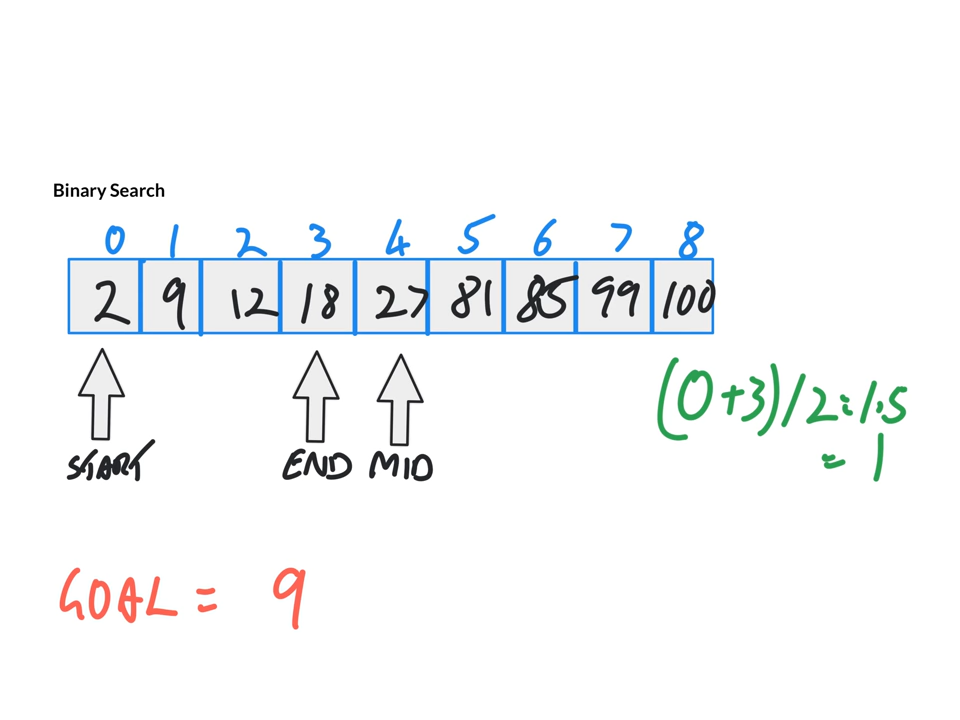 Binary Search
0 1 2 3 4 5 6 7 8
2 9 12 18 27 81 85 99 100
START END MID
(0+3)/2=1.5
= 1
GOAL = 9